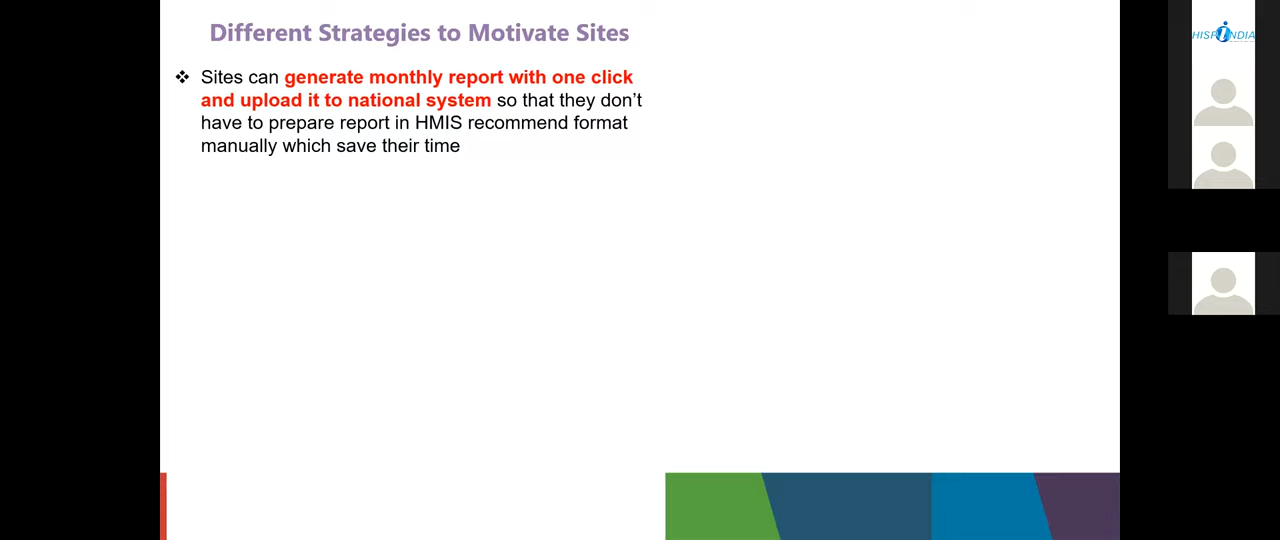 Different Strategies to Motivate Sites
❖ Sites can generate monthly report with one click
and upload it to national system so that they don’t
have to prepare report in HMIS recommend format
manually which save their time
HISP INDIA